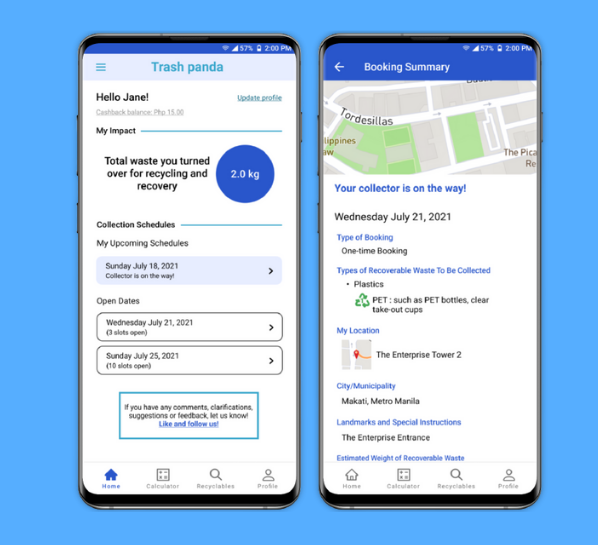 57% 2:00 PM
Trash panda
Hello Jane!
Update profile
Cashback balance: Php 15.00
My Impact
Total waste you turned
over for recycling and
recovery
2.0 kg
Collection Schedules
My Upcoming Schedules
Sunday July 18, 2021
Collector is on the way!
Open Dates
Wednesday July 21, 2021
(3 slots open)
Sunday July 25, 2021
(10 slots open)
If you have any comments, clarifications,
suggestions or feedback, let us know!
Like and follow us!
Home
Calculator
Recyclables
Profile
57% 2:00 PM
Booking Summary
Tordesillas
lippines
aw
The Pica
Re
Your collector is on the way!
Wednesday July 21, 2021
Type of Booking
One-time Booking
Types of Recoverable Waste To Be Collected
• Plastics
PET : such as PET bottles, clear
take-out cups
My Location
The Enterprise Tower 2
City/Municipality
Makati, Metro Manila
Landmarks and Special Instructions
The Enterprise Entrance
Estimated Weight of Recoverable Waste
Home
Calculator
Recyclables
Profile